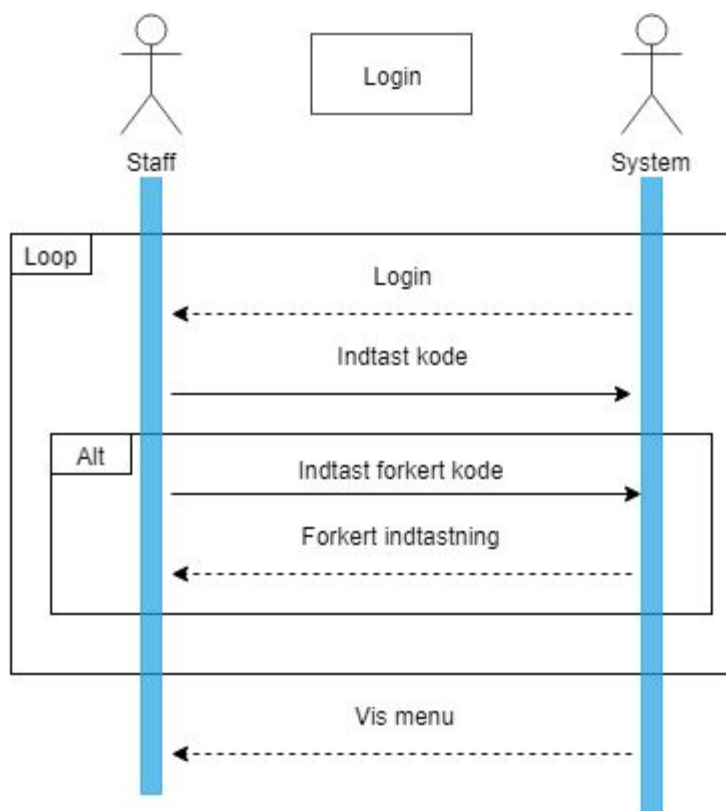 Login
Staff
System
Loop
Login
Indtast kode
Alt
Indtast forkert kode
Forkert indtastning
Vis menu